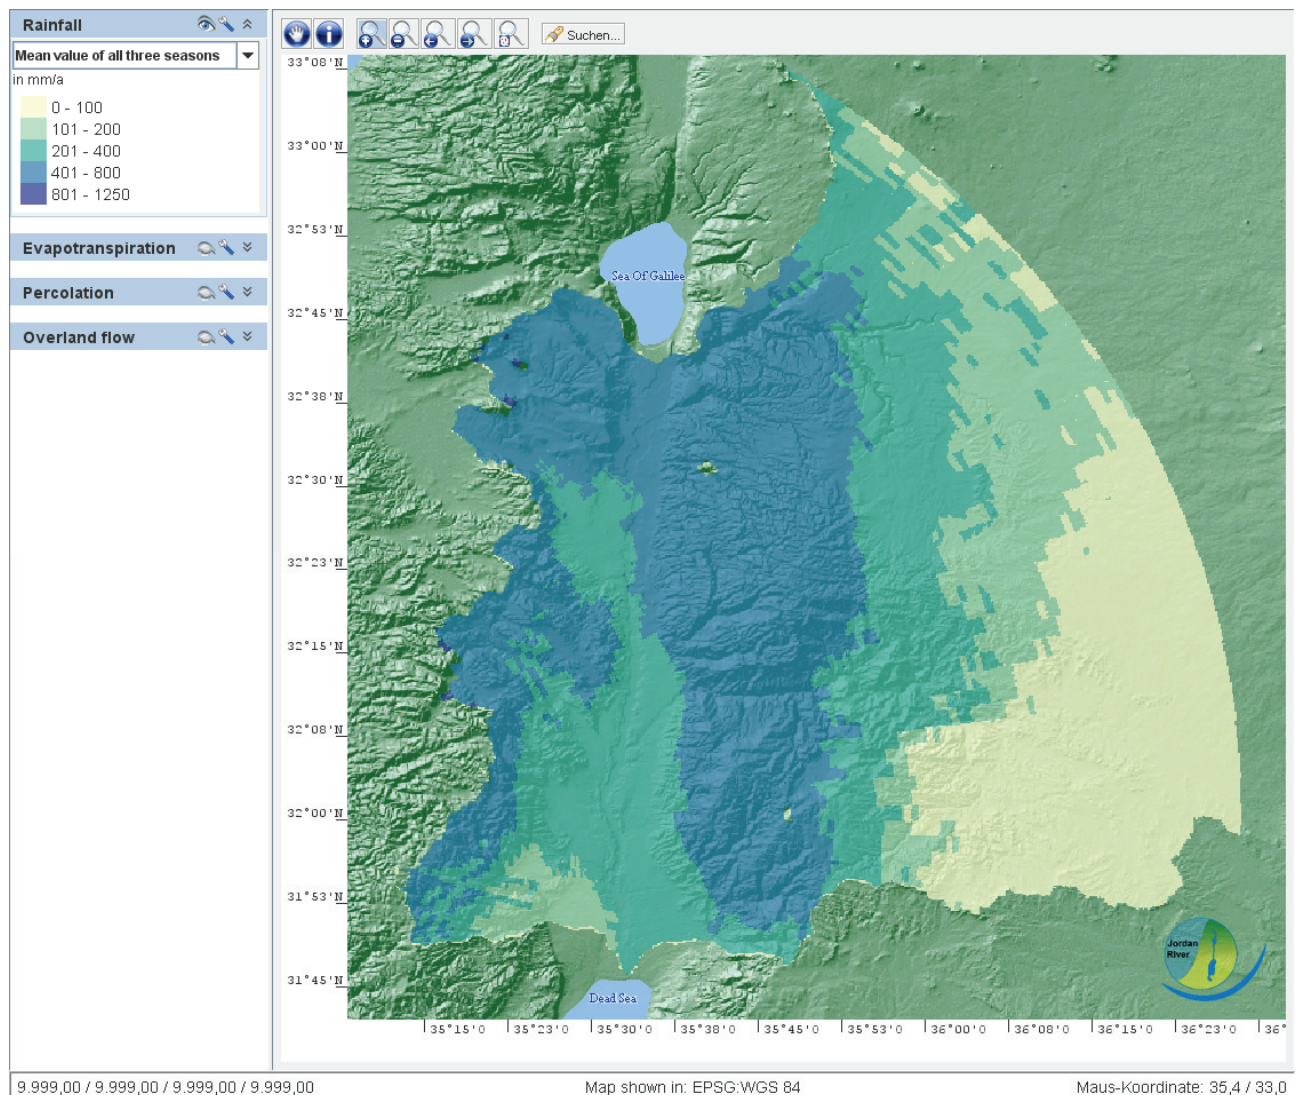 Rainfall
Mean value of all three seasons
in mm/a
0 - 100
101 - 200
201 - 400
401 - 800
801 - 1250
Evapotranspiration
Percolation
Overland flow
Suchen...
33°08'N
33°00'N
32°53'N
32°45'N
32°38'N
32°30'N
32°23'N
32°15'N
32°08'N
32°00'N
31°53'N
31°45'N
Sea Of Galilee
Dead Sea
Jordan
River
35°15'0 35°23'0 35°30'0 35°38'0 35°45'0 35°53'0 36°00'0 36°08'0 36°15'0 36°23'0 36°
9.999,00 / 9.999,00 / 9.999,00 / 9.999,00 Map shown in: EPSG:WGS 84 Maus-Koordinate: 35,4 / 33,0